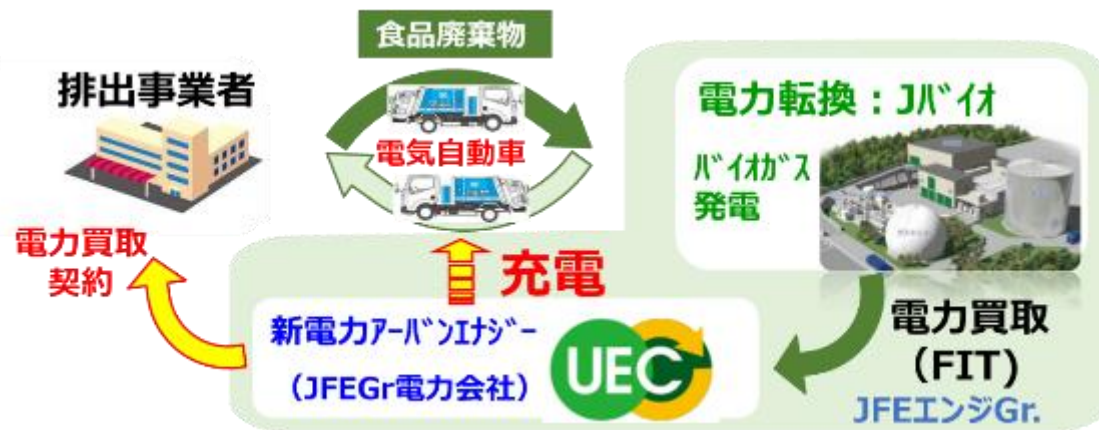 食品廃棄物
排出事業者
電気自動車
電力転換：Jﾊﾞｲｵ
ﾊﾞｲｵｶﾞｽ
発電
電力買取
契約
充電
新電力ｱｰﾊﾞﾝｴﾅｼﾞｰ
（JFEGr電力会社）
UEC
電力買取
（FIT）
JFEエンジGr.